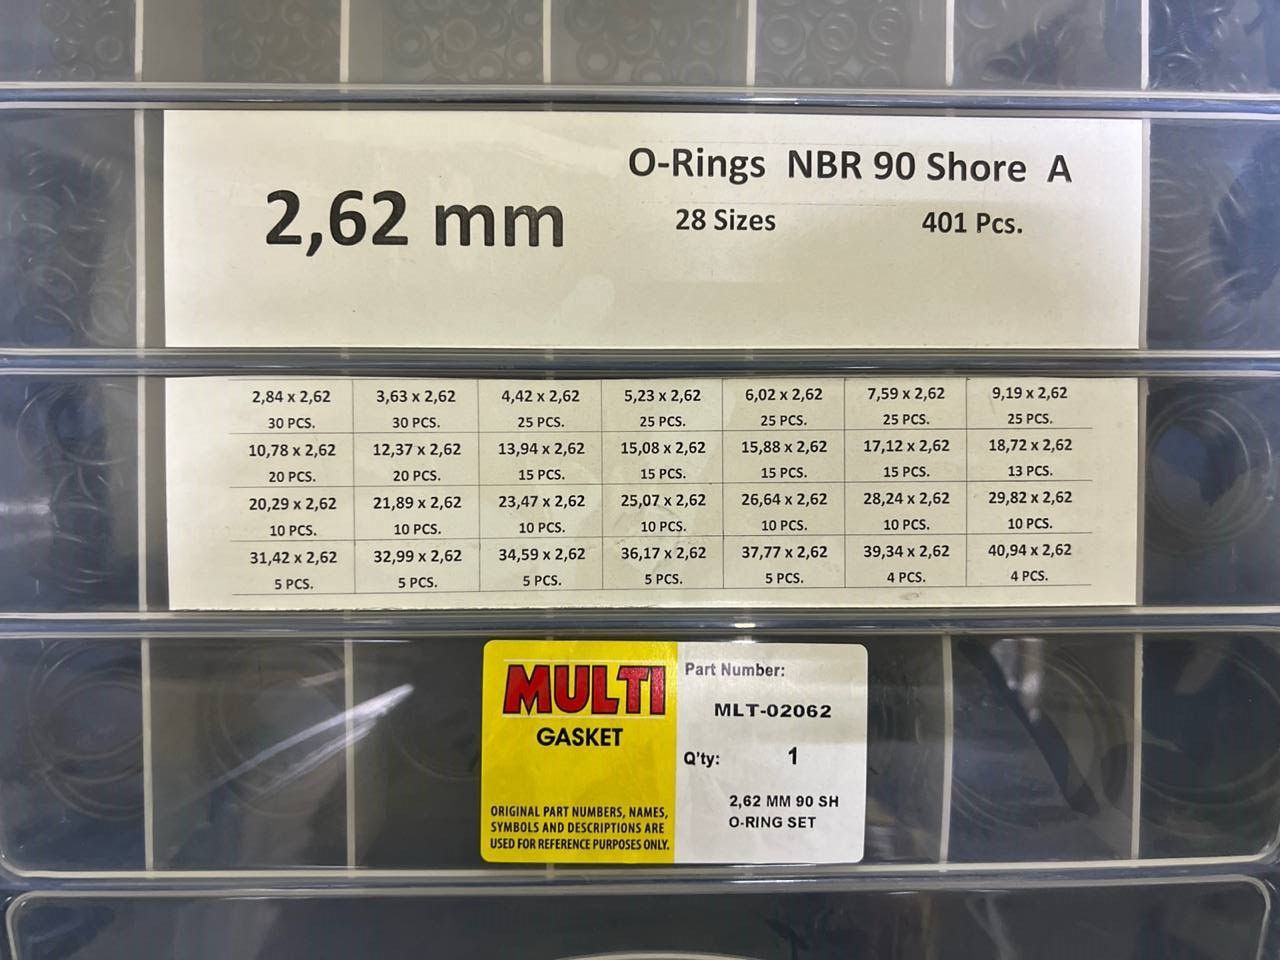 O-Rings NBR 90 Shore A
2,62 mm
28 Sizes 401 Pcs.
2,84 x 2,62 3,63 x 2,62 4,42 x 2,62 5,23 x 2,62 6,02 x 2,62 7,59 x 2,62 9,19 x 2,62
30 PCS. 30 PCS. 25 PCS. 25 PCS. 25 PCS. 25 PCS. 25 PCS.
10,78 x 2,62 12,37 x 2,62 13,94 x 2,62 15,08 x 2,62 15,88 x 2,62 17,12 x 2,62 18,72 x 2,62
20 PCS. 20 PCS. 15 PCS. 15 PCS. 15 PCS. 15 PCS. 13 PCS.
20,29 x 2,62 21,89 x 2,62 23,47 x 2,62 25,07 x 2,62 26,64 x 2,62 28,24 x 2,62 29,82 x 2,62
10 PCS. 10 PCS. 10 PCS. 10 PCS. 10 PCS. 10 PCS. 10 PCS.
31,42 x 2,62 32,99 x 2,62 34,59 x 2,62 36,17 x 2,62 37,77 x 2,62 39,34 x 2,62 40,94 x 2,62
5 PCS. 5 PCS. 5 PCS. 5 PCS. 5 PCS. 4 PCS. 4 PCS.
MULTI
GASKET
ORIGINAL PART NUMBERS, NAMES,
SYMBOLS AND DESCRIPTIONS ARE
USED FOR REFERENCE PURPOSES ONLY.
Part Number:
MLT-02062
Q'ty: 1
2,62 MM 90 SH
O-RING SET